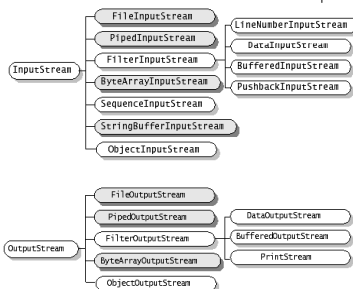 FileInputStream
LineNumberInputStream
PipedInputStream
DataInputStream
InputStream
FilterInputStream
BufferedInputStream
ByteArrayInputStream
PushbackInputStream
SequenceInputStream
StringBufferInputStream
ObjectInputStream
FileOutputStream
PipedOutputStream
DataOutputStream
OutputStream
FilterOutputStream
BufferedOutputStream
ByteArrayOutputStream
PrintStream
ObjectOutputStream